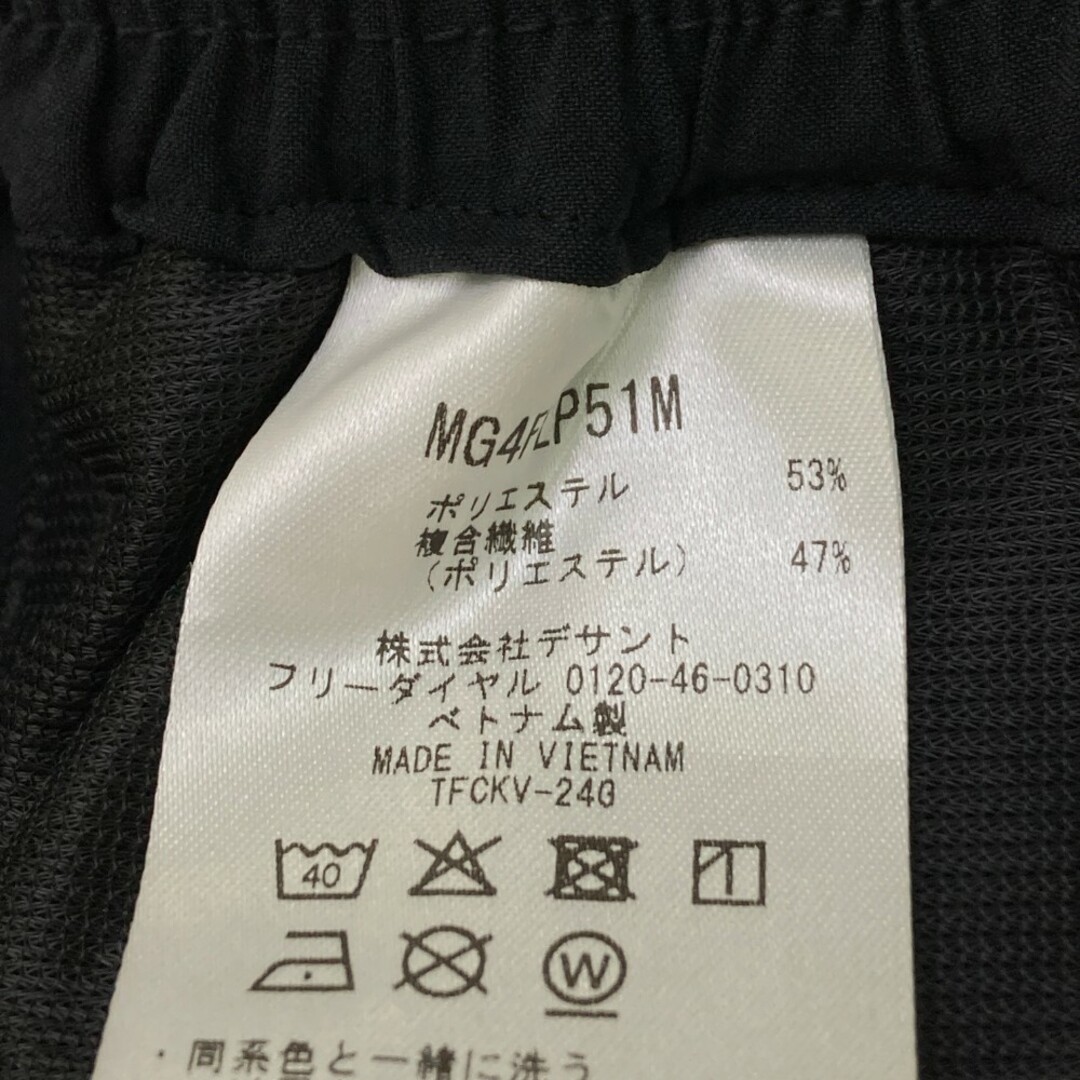 MG4FLP51M
ポリエステル 53%
複合繊維
(ポリエステル) 47%
株式会社デサント
フリーダイヤル 0120-46-0310
ベトナム製
MADE IN VIETNAM
TFCKV-24G
40
W
・同系色と一緒に洗う